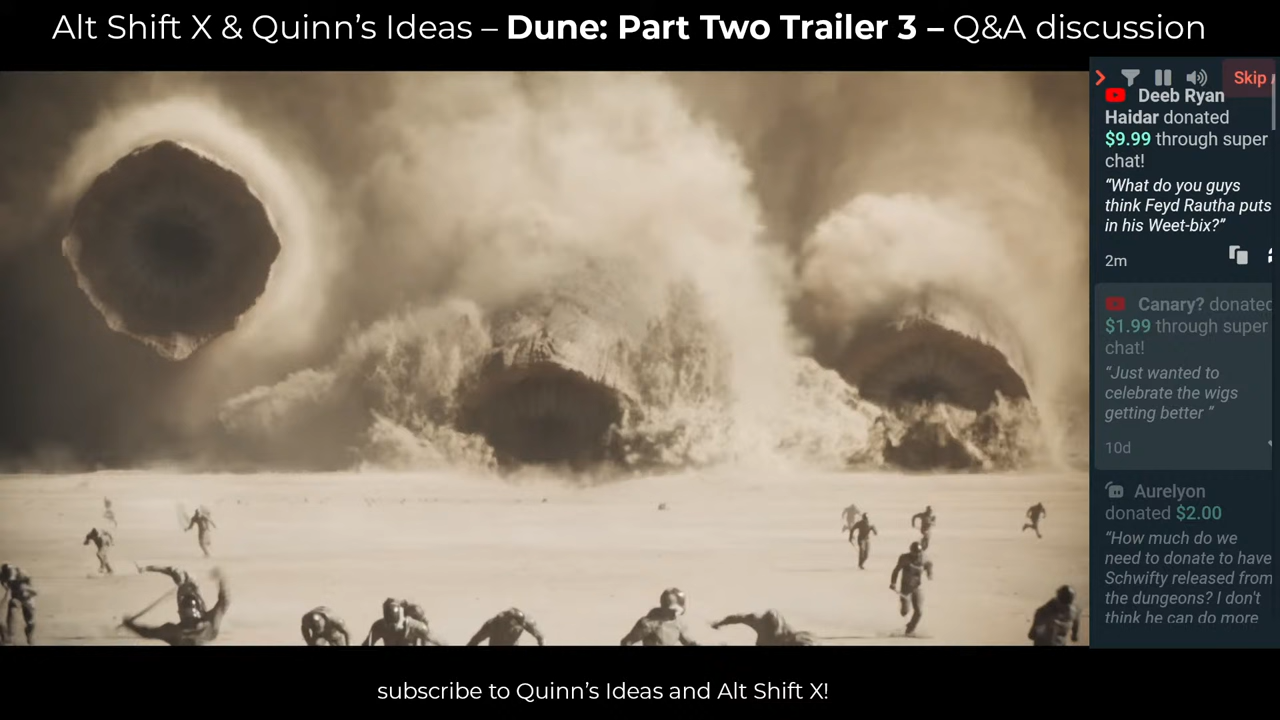 Alt Shift X & Quinn’s Ideas – Dune: Part Two Trailer 3 – Q&A discussion
Skip
Deeb Ryan
Haidar donated
$9.99 through super
chat!
“What do you guys
think Feyd Rautha puts
in his Weet-bix?”
2m
Canary? donated
$1.99 through super
chat!
“Just wanted to
celebrate the wigs
getting better ”
10d
Aurelyon
donated $2.00
“How much do we
need to donate to have
Schwifty released from
the dungeons? I don't
think he can do more
subscribe to Quinn’s Ideas and Alt Shift X!